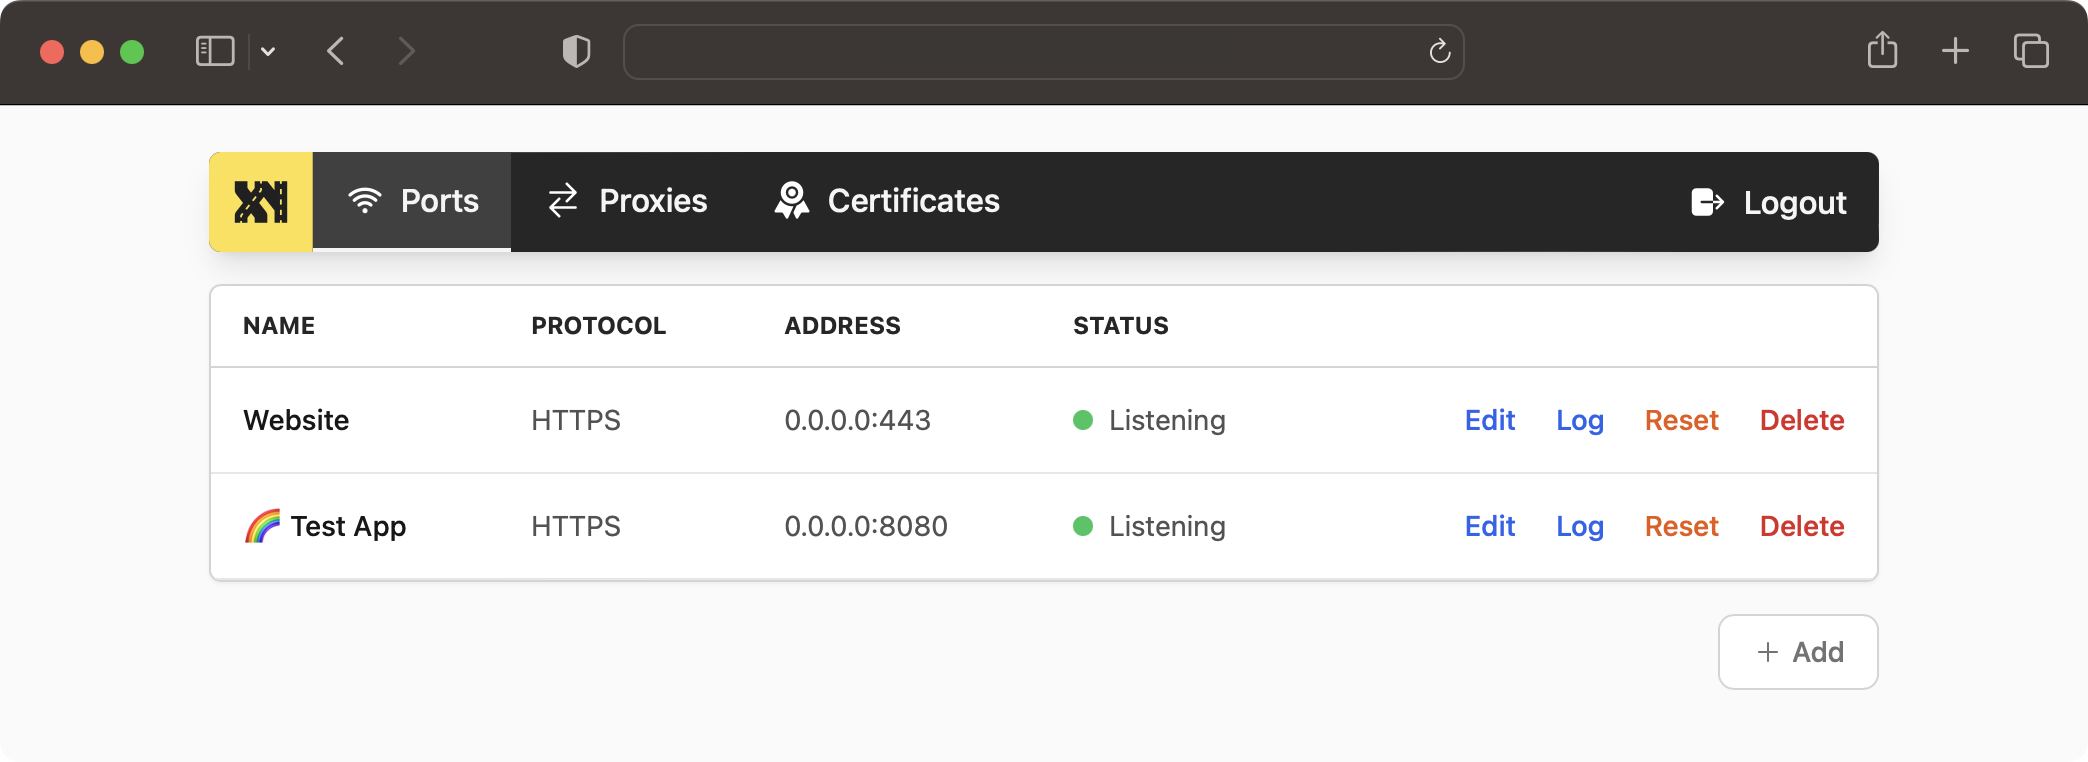 Ports Proxies Certificates Logout
NAME PROTOCOL ADDRESS STATUS
Website HTTPS 0.0.0.0:443 Listening Edit Log Reset Delete
🌈 Test App HTTPS 0.0.0.0:8080 Listening Edit Log Reset Delete
+ Add